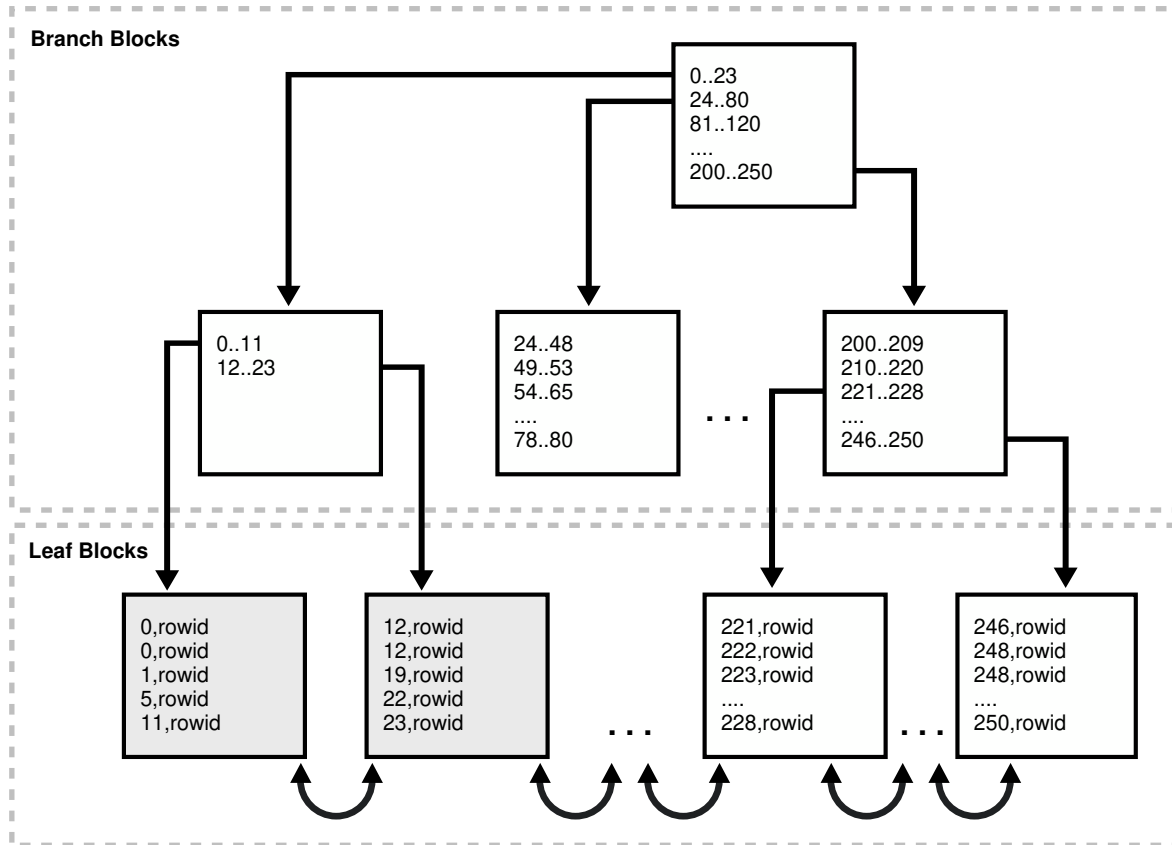 Branch Blocks
0..23
24..80
81..120
....
200..250
0..11
12..23
24..48
49..53
54..65
....
78..80
. . .
200..209
210..220
221..228
....
246..250
Leaf Blocks
0,rowid
0,rowid
1,rowid
5,rowid
11,rowid
12,rowid
12,rowid
19,rowid
22,rowid
23,rowid
. . .
221,rowid
222,rowid
223,rowid
....
228,rowid
. . .
246,rowid
248,rowid
248,rowid
....
250,rowid